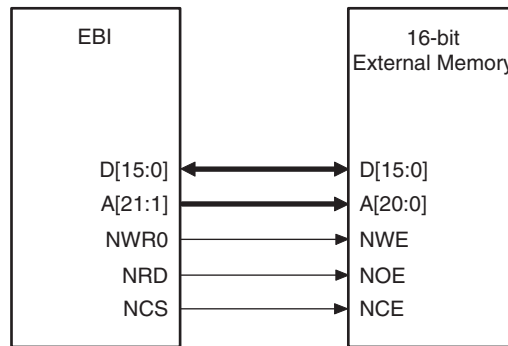 EBI
16-bit
External Memory
D[15:0] D[15:0]
A[21:1] A[20:0]
NWR0 NWE
NRD NOE
NCS NCE